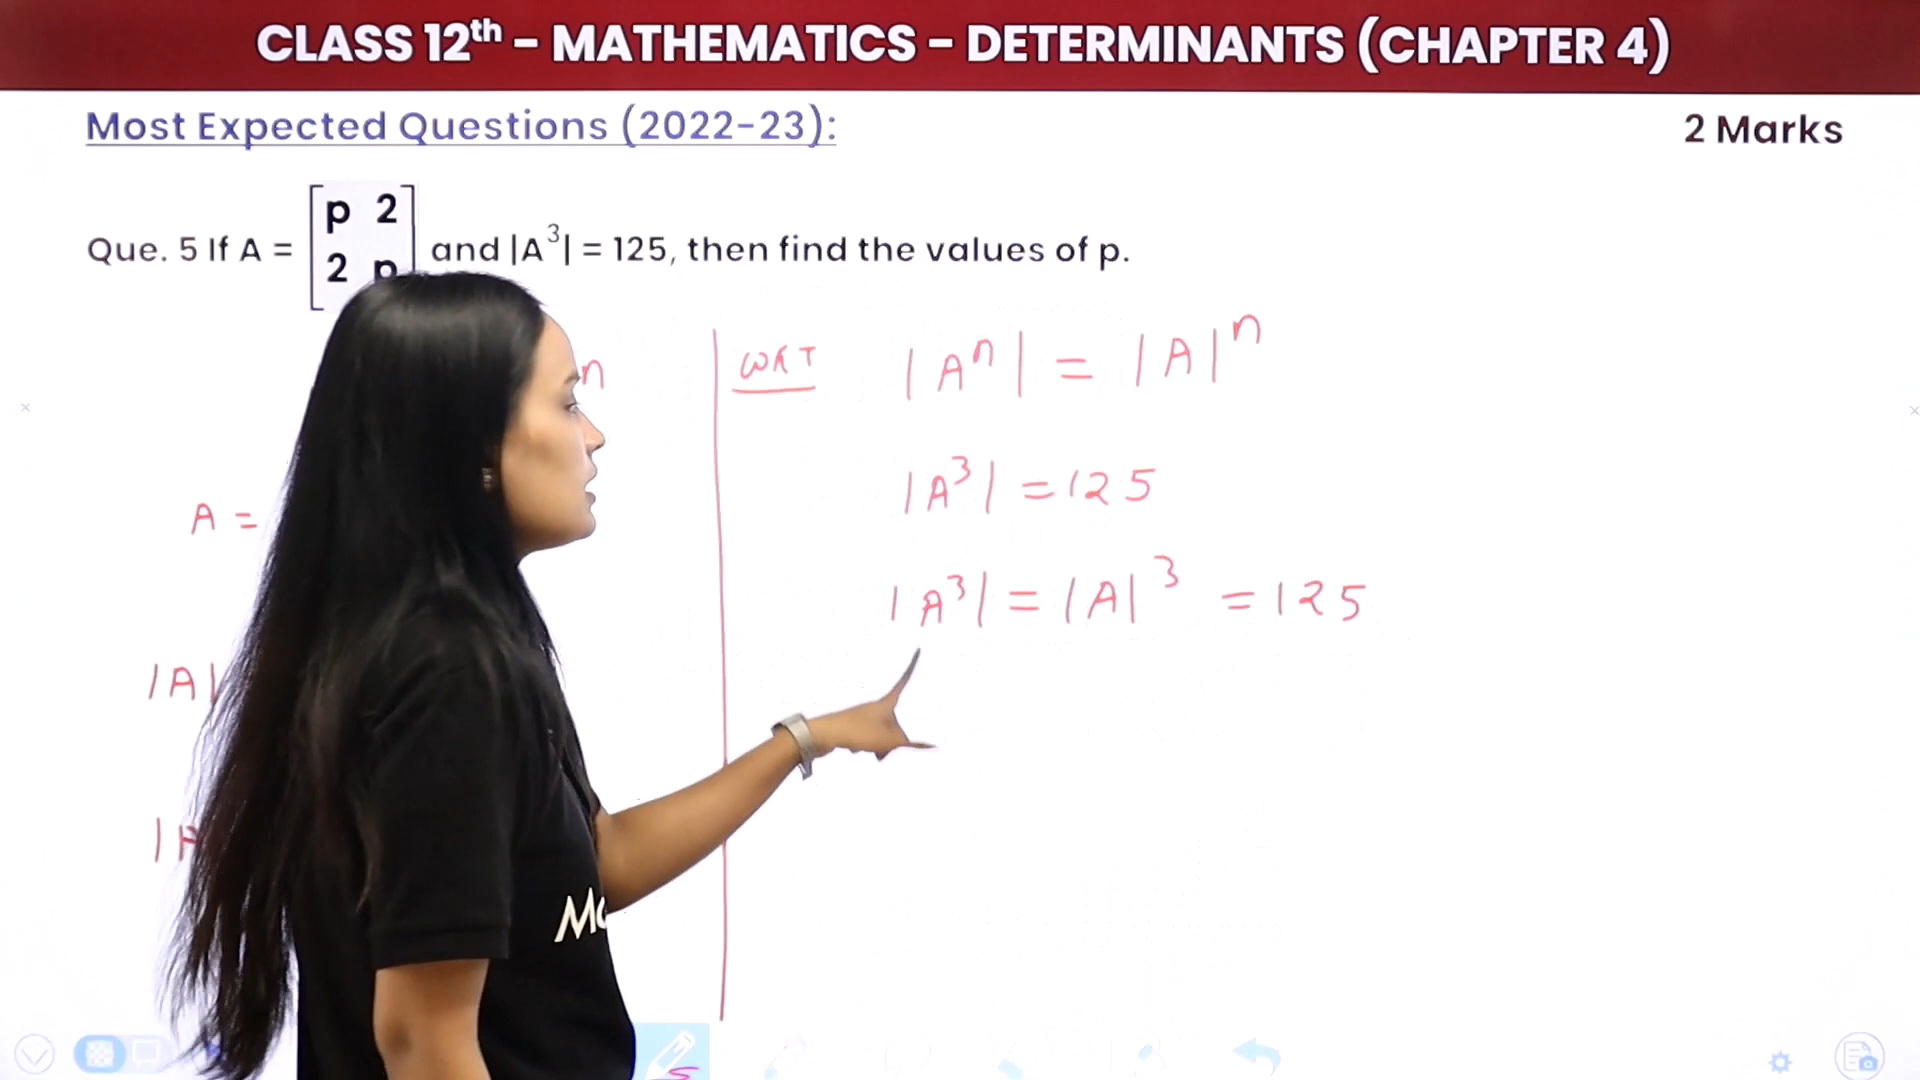 CLASS 12th - MATHEMATICS - DETERMINANTS (CHAPTER 4)
Most Expected Questions (2022-23):
2 Marks
Que. 5 If A = [p 2
2 p] and |A³| = 125, then find the values of p.
n
WKT |Aⁿ| = |A|ⁿ
|A³| = 125
A =
|A³| = |A|³ = 125
|A|